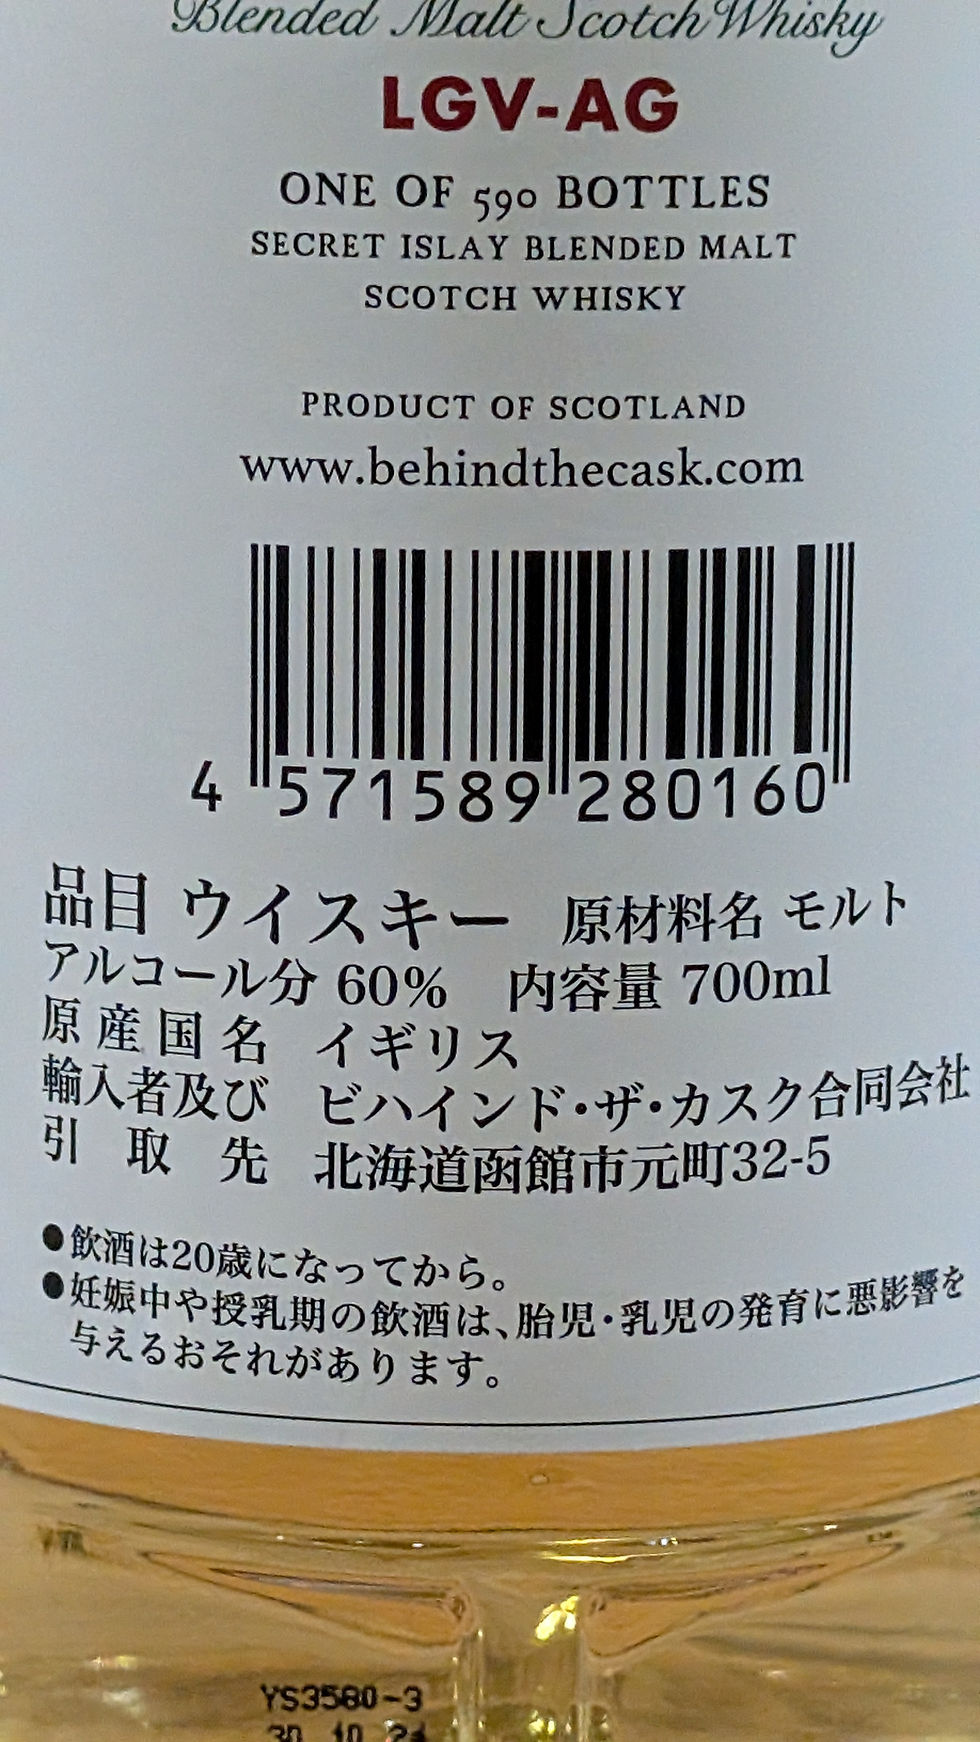 Blended Malt Scotch Whisky
LGV-AG
ONE OF 590 BOTTLES
SECRET ISLAY BLENDED MALT
SCOTCH WHISKY
PRODUCT OF SCOTLAND
www.behindthecask.com
4 571589 280160
品目 ウイスキー 原材料名 モルト
アルコール分 60% 内容量 700ml
原産国名 イギリス
輸入者及び ビハインド・ザ・カスク合同会社
引取先 北海道函館市元町32-5
●飲酒は20歳になってから。
●妊娠中や授乳期の飲酒は、胎児・乳児の発育に悪影響を
与えるおそれがあります。
YS3580-3
30 10 24